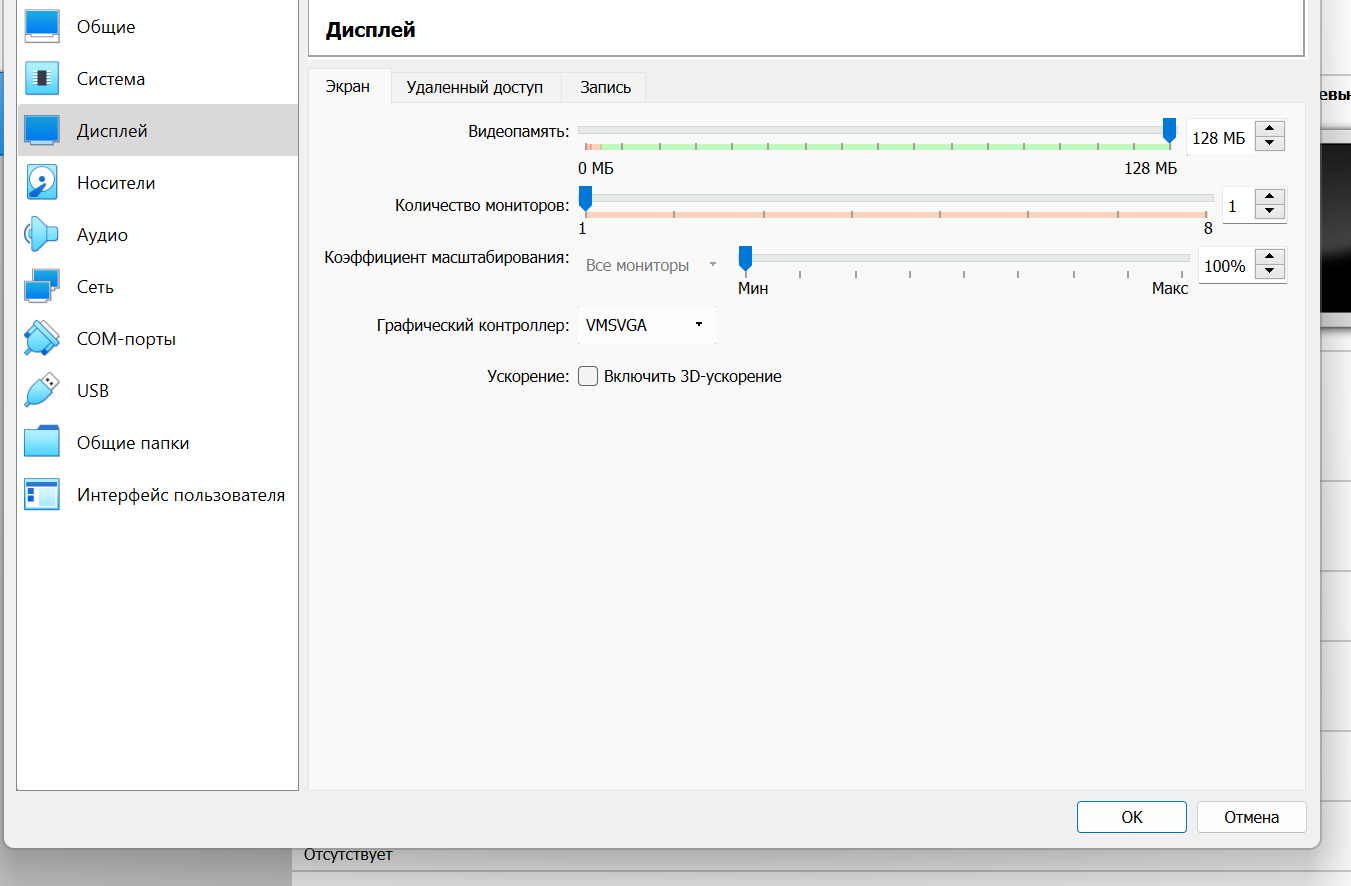 Общие
Система
Дисплей
Носители
Аудио
Сеть
COM-порты
USB
Общие папки
Интерфейс пользователя
Дисплей
Экран
Удаленный доступ
Запись
Видеопамять:
128 МБ
0 МБ
128 МБ
Количество мониторов:
1
1
8
Коэффициент масштабирования:
Все мониторы
100%
Мин
Макс
Графический контроллер:
VMSVGA
Ускорение:
Включить 3D-ускорение
OK
Отмена
Отсутствует